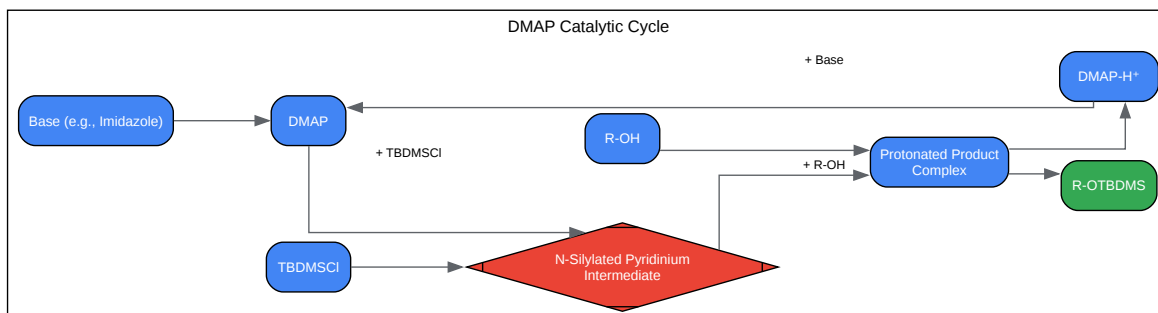 DMAP Catalytic Cycle
+ Base
DMAP-H⁺
Base (e.g., Imidazole)
DMAP
R-OH
+ TBDMSCl
Protonated Product
Complex
+ R-OH
R-OTBDMS
TBDMSCl
N-Silylated Pyridinium
Intermediate